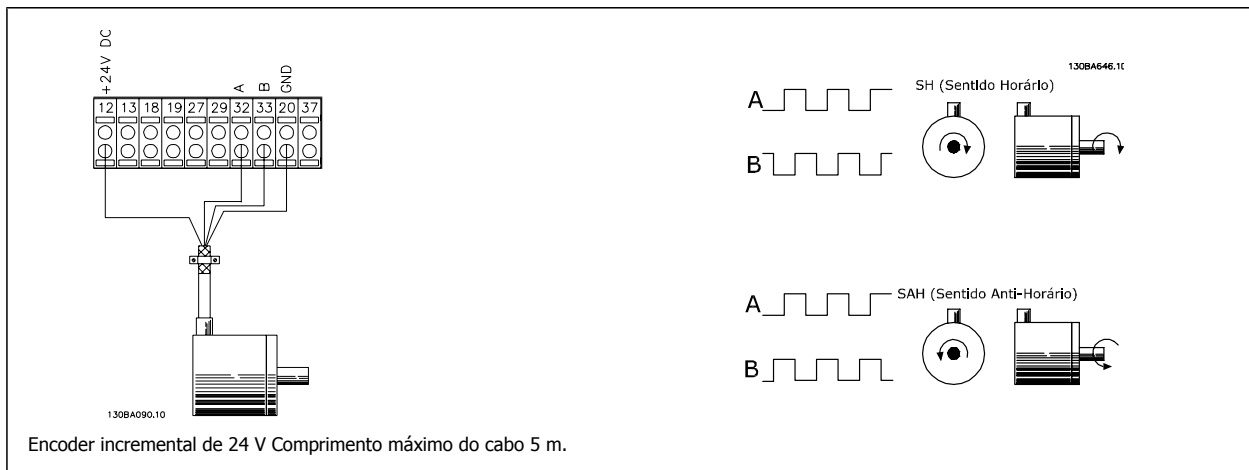 +24V DC
A
B
GND
12 13 18 19 27 29 32 33 20 37
130BA090.10
130BA646.10
A
SH (Sentido Horário)
B
A
SAH (Sentido Anti-Horário)
B
Encoder incremental de 24 V Comprimento máximo do cabo 5 m.